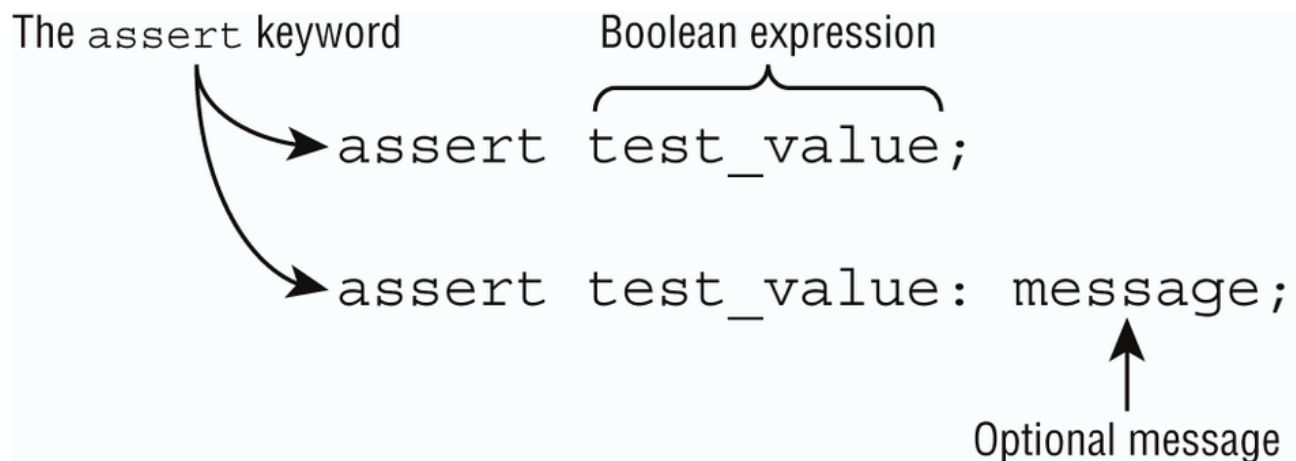 The assert keyword
Boolean expression
assert test_value;
assert test_value: message;
Optional message